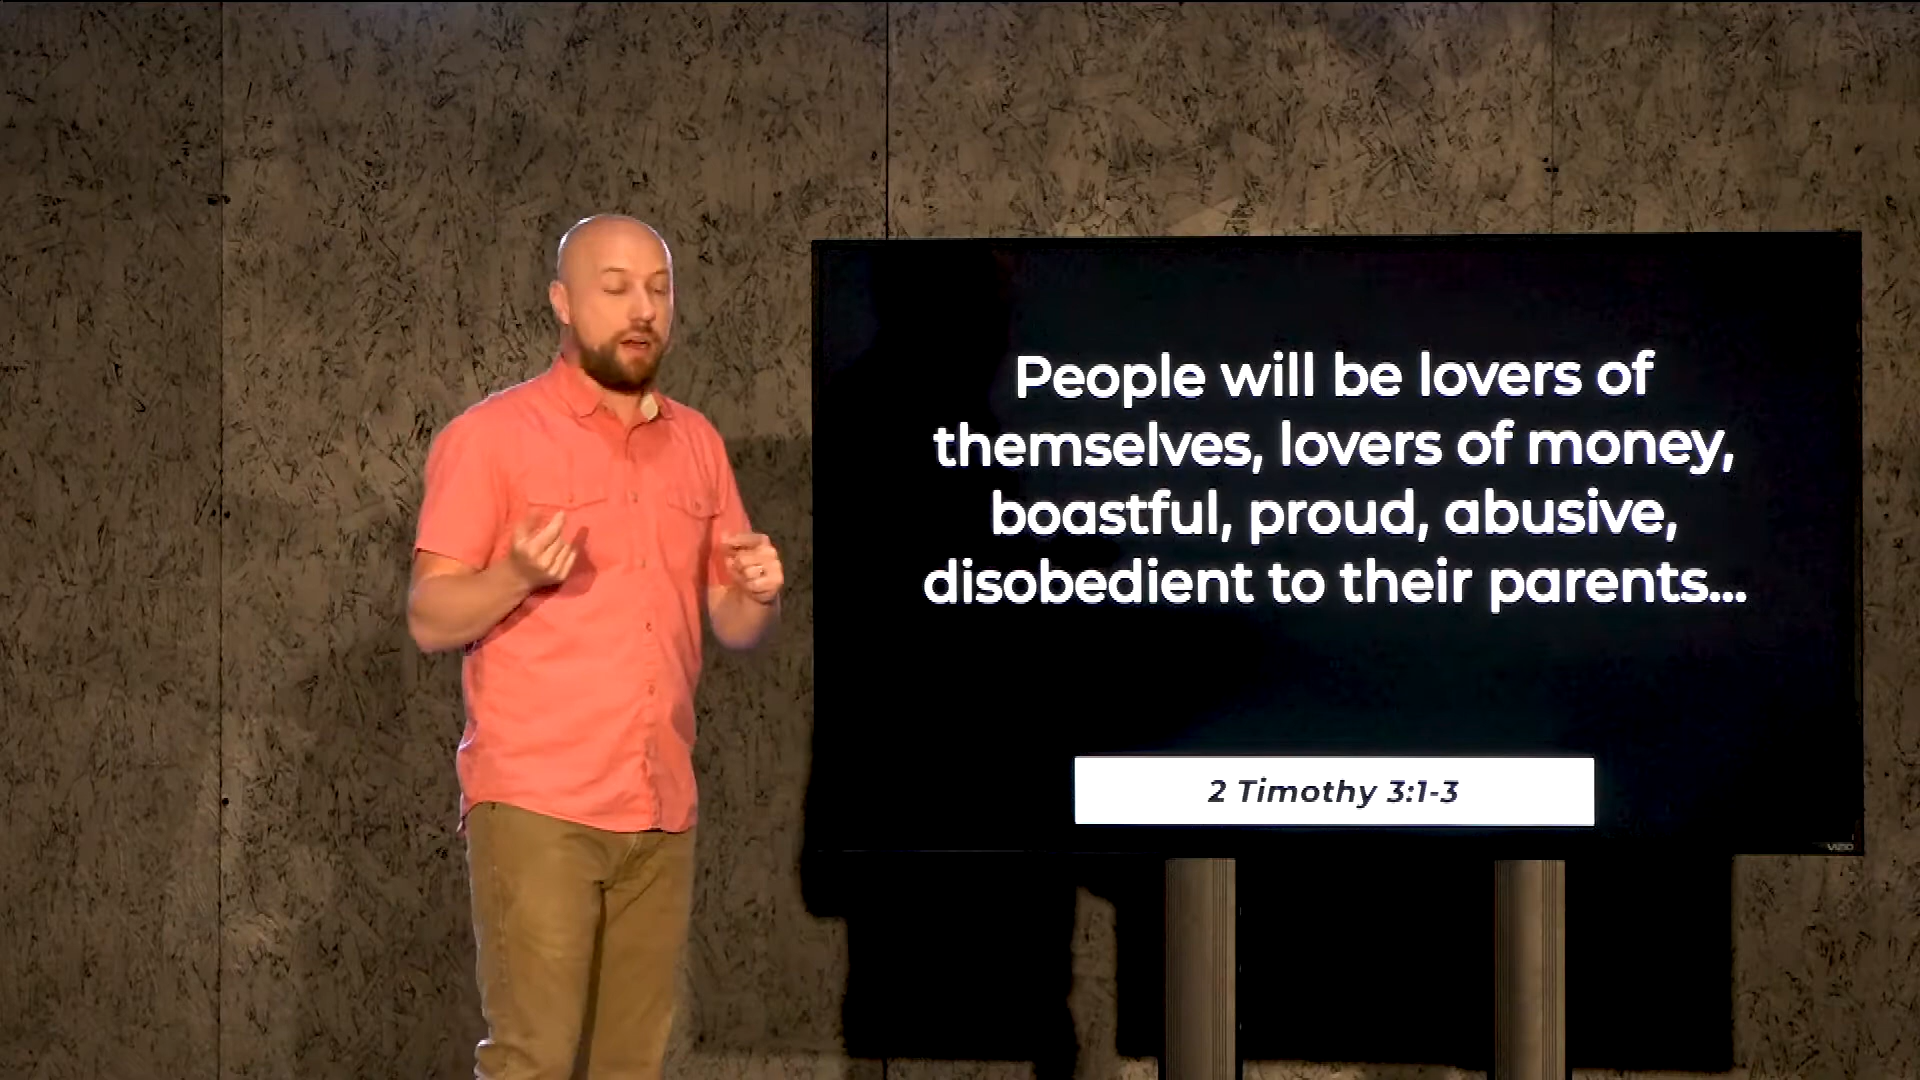 People will be lovers of
themselves, lovers of money,
boastful, proud, abusive,
disobedient to their parents...
2 Timothy 3:1-3
VIZIO